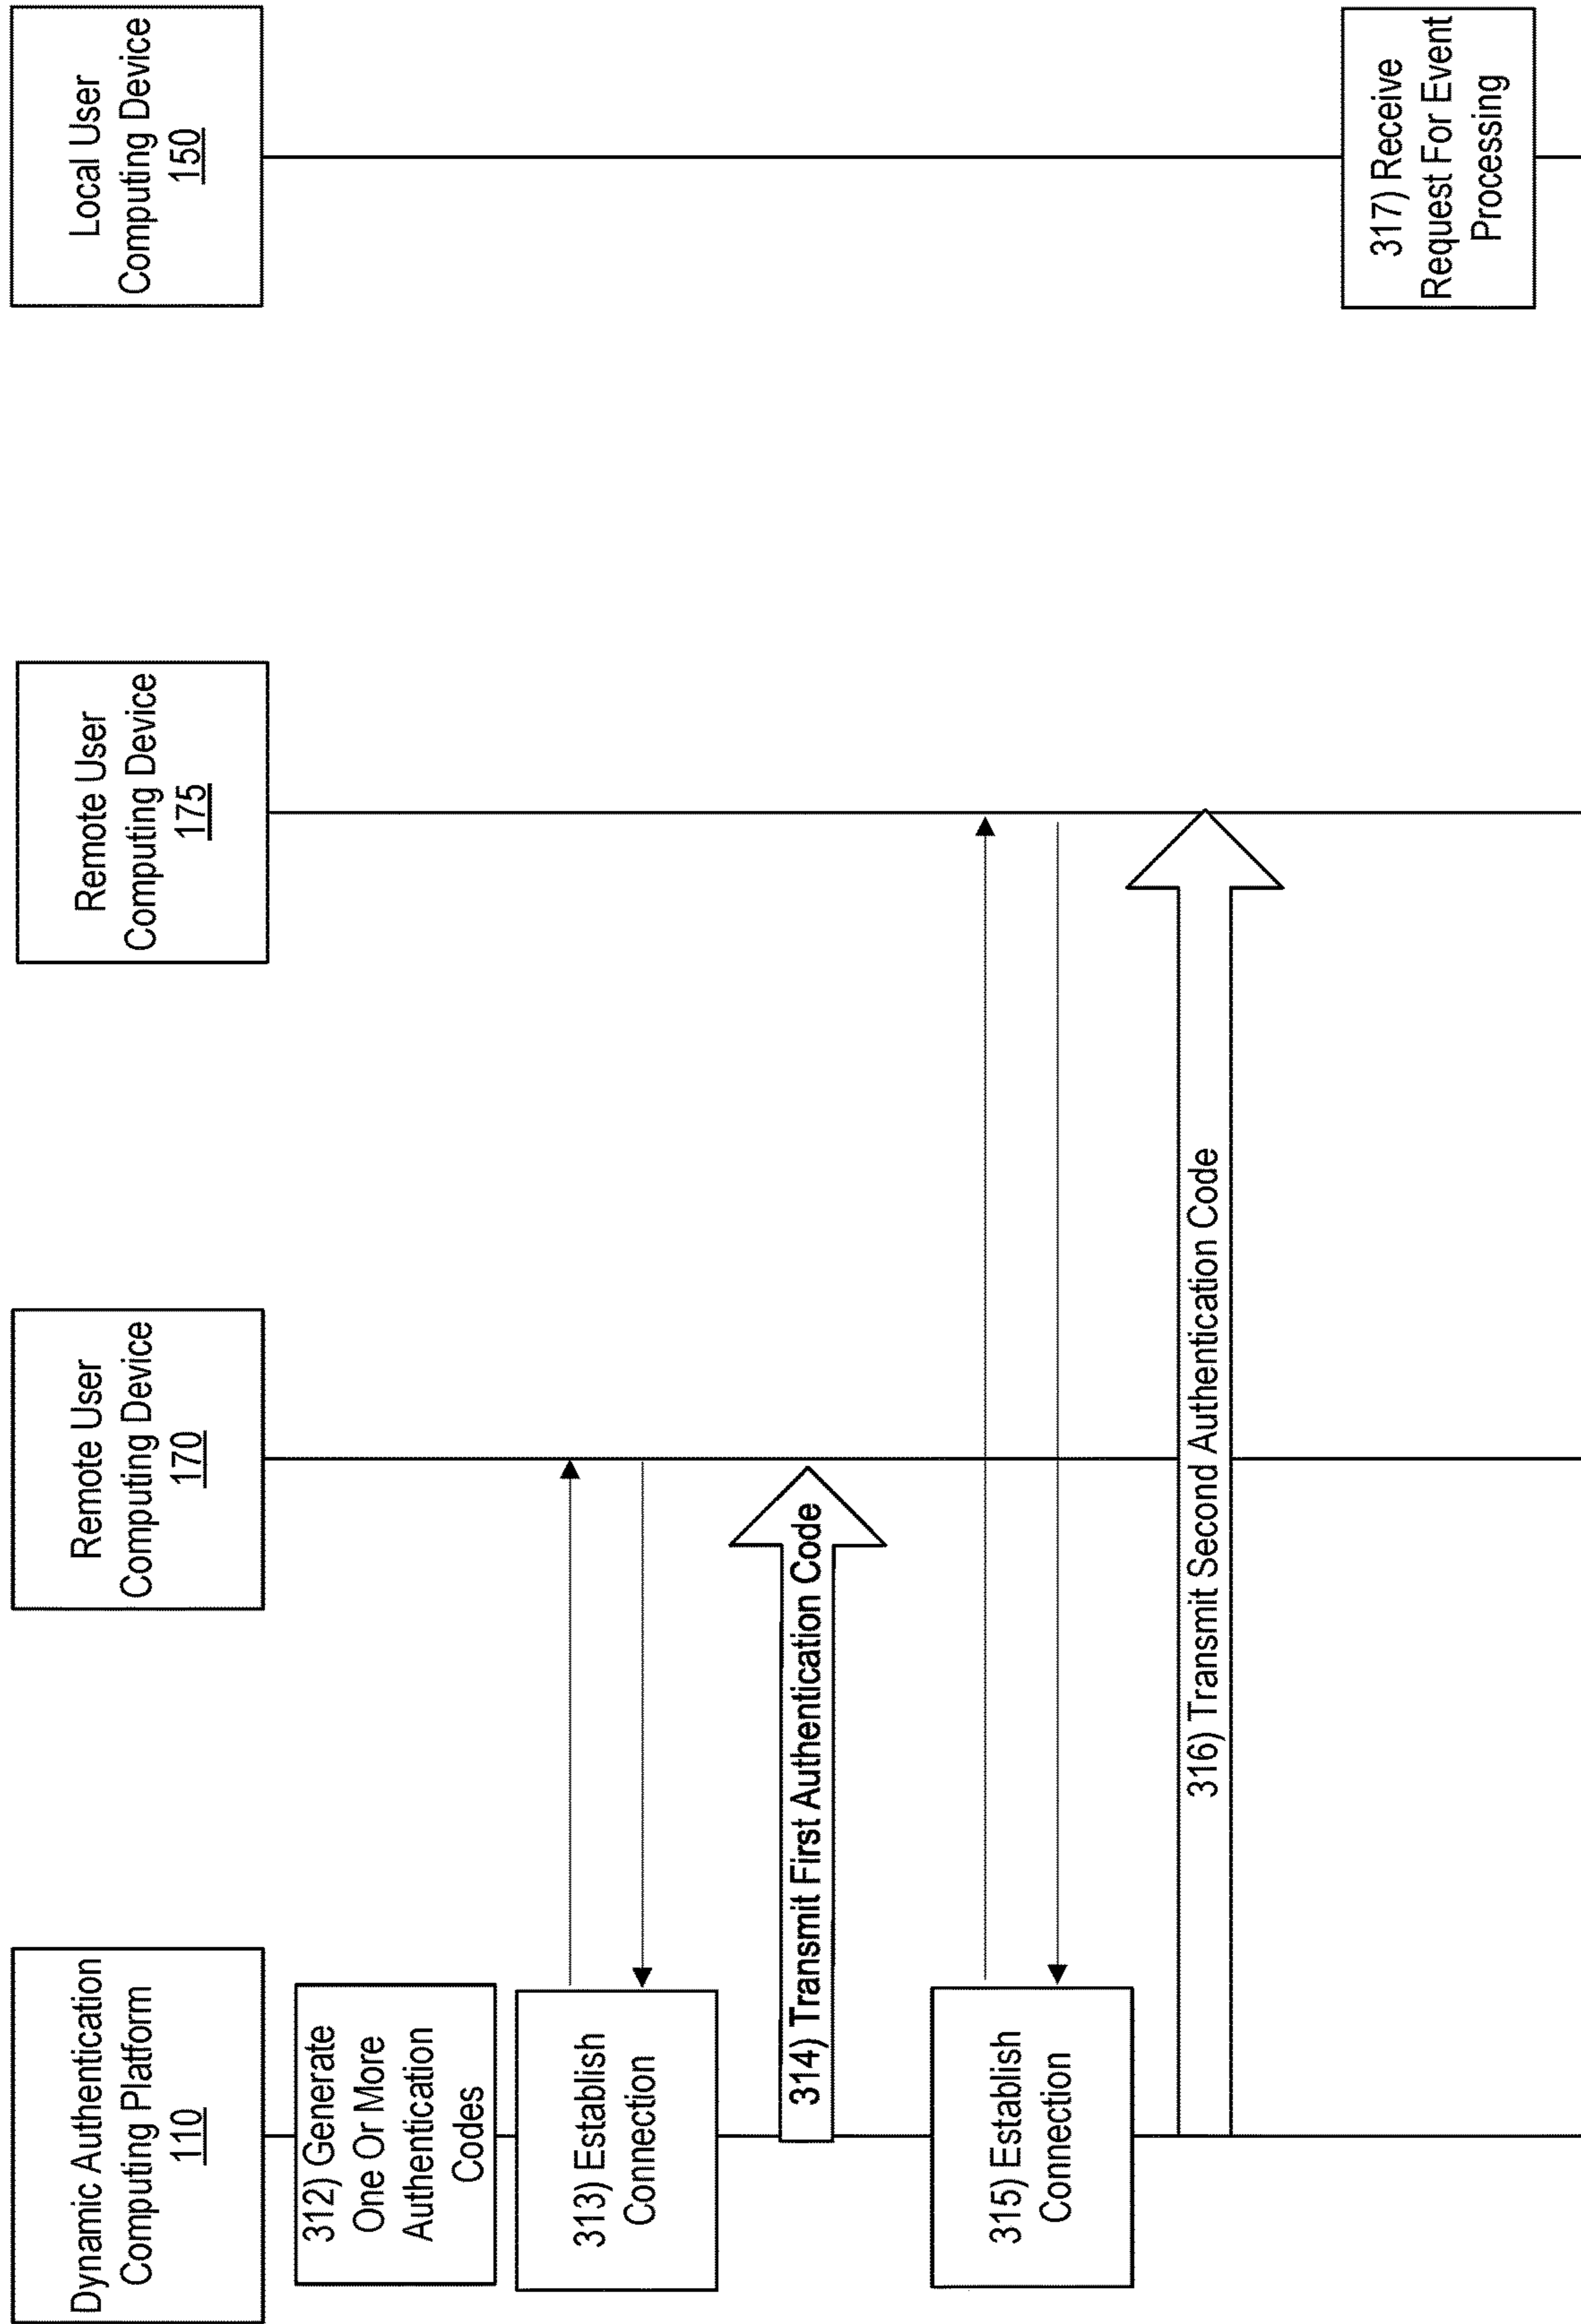 Dynamic Authentication
Computing Platform
110
Remote User
Computing Device
170
Remote User
Computing Device
175
Local User
Computing Device
150
312) Generate
One Or More
Authentication
Codes
313) Establish
Connection
314) Transmit First Authentication Code
315) Establish
Connection
316) Transmit Second Authentication Code
317) Receive
Request For Event
Processing